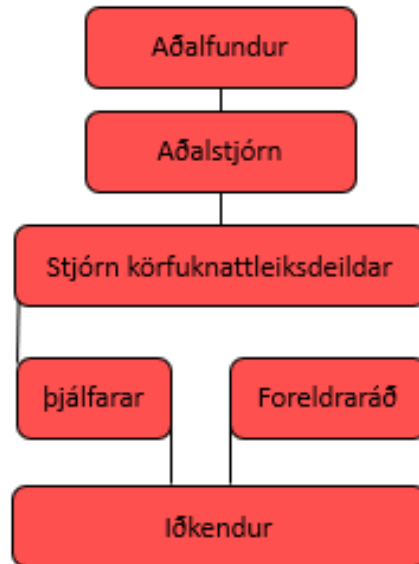 Aðalfundur
Aðalstjórn
Stjórn körfuknattleiksdeildar
þjálfarar
Foreldraráð
Iðkendur